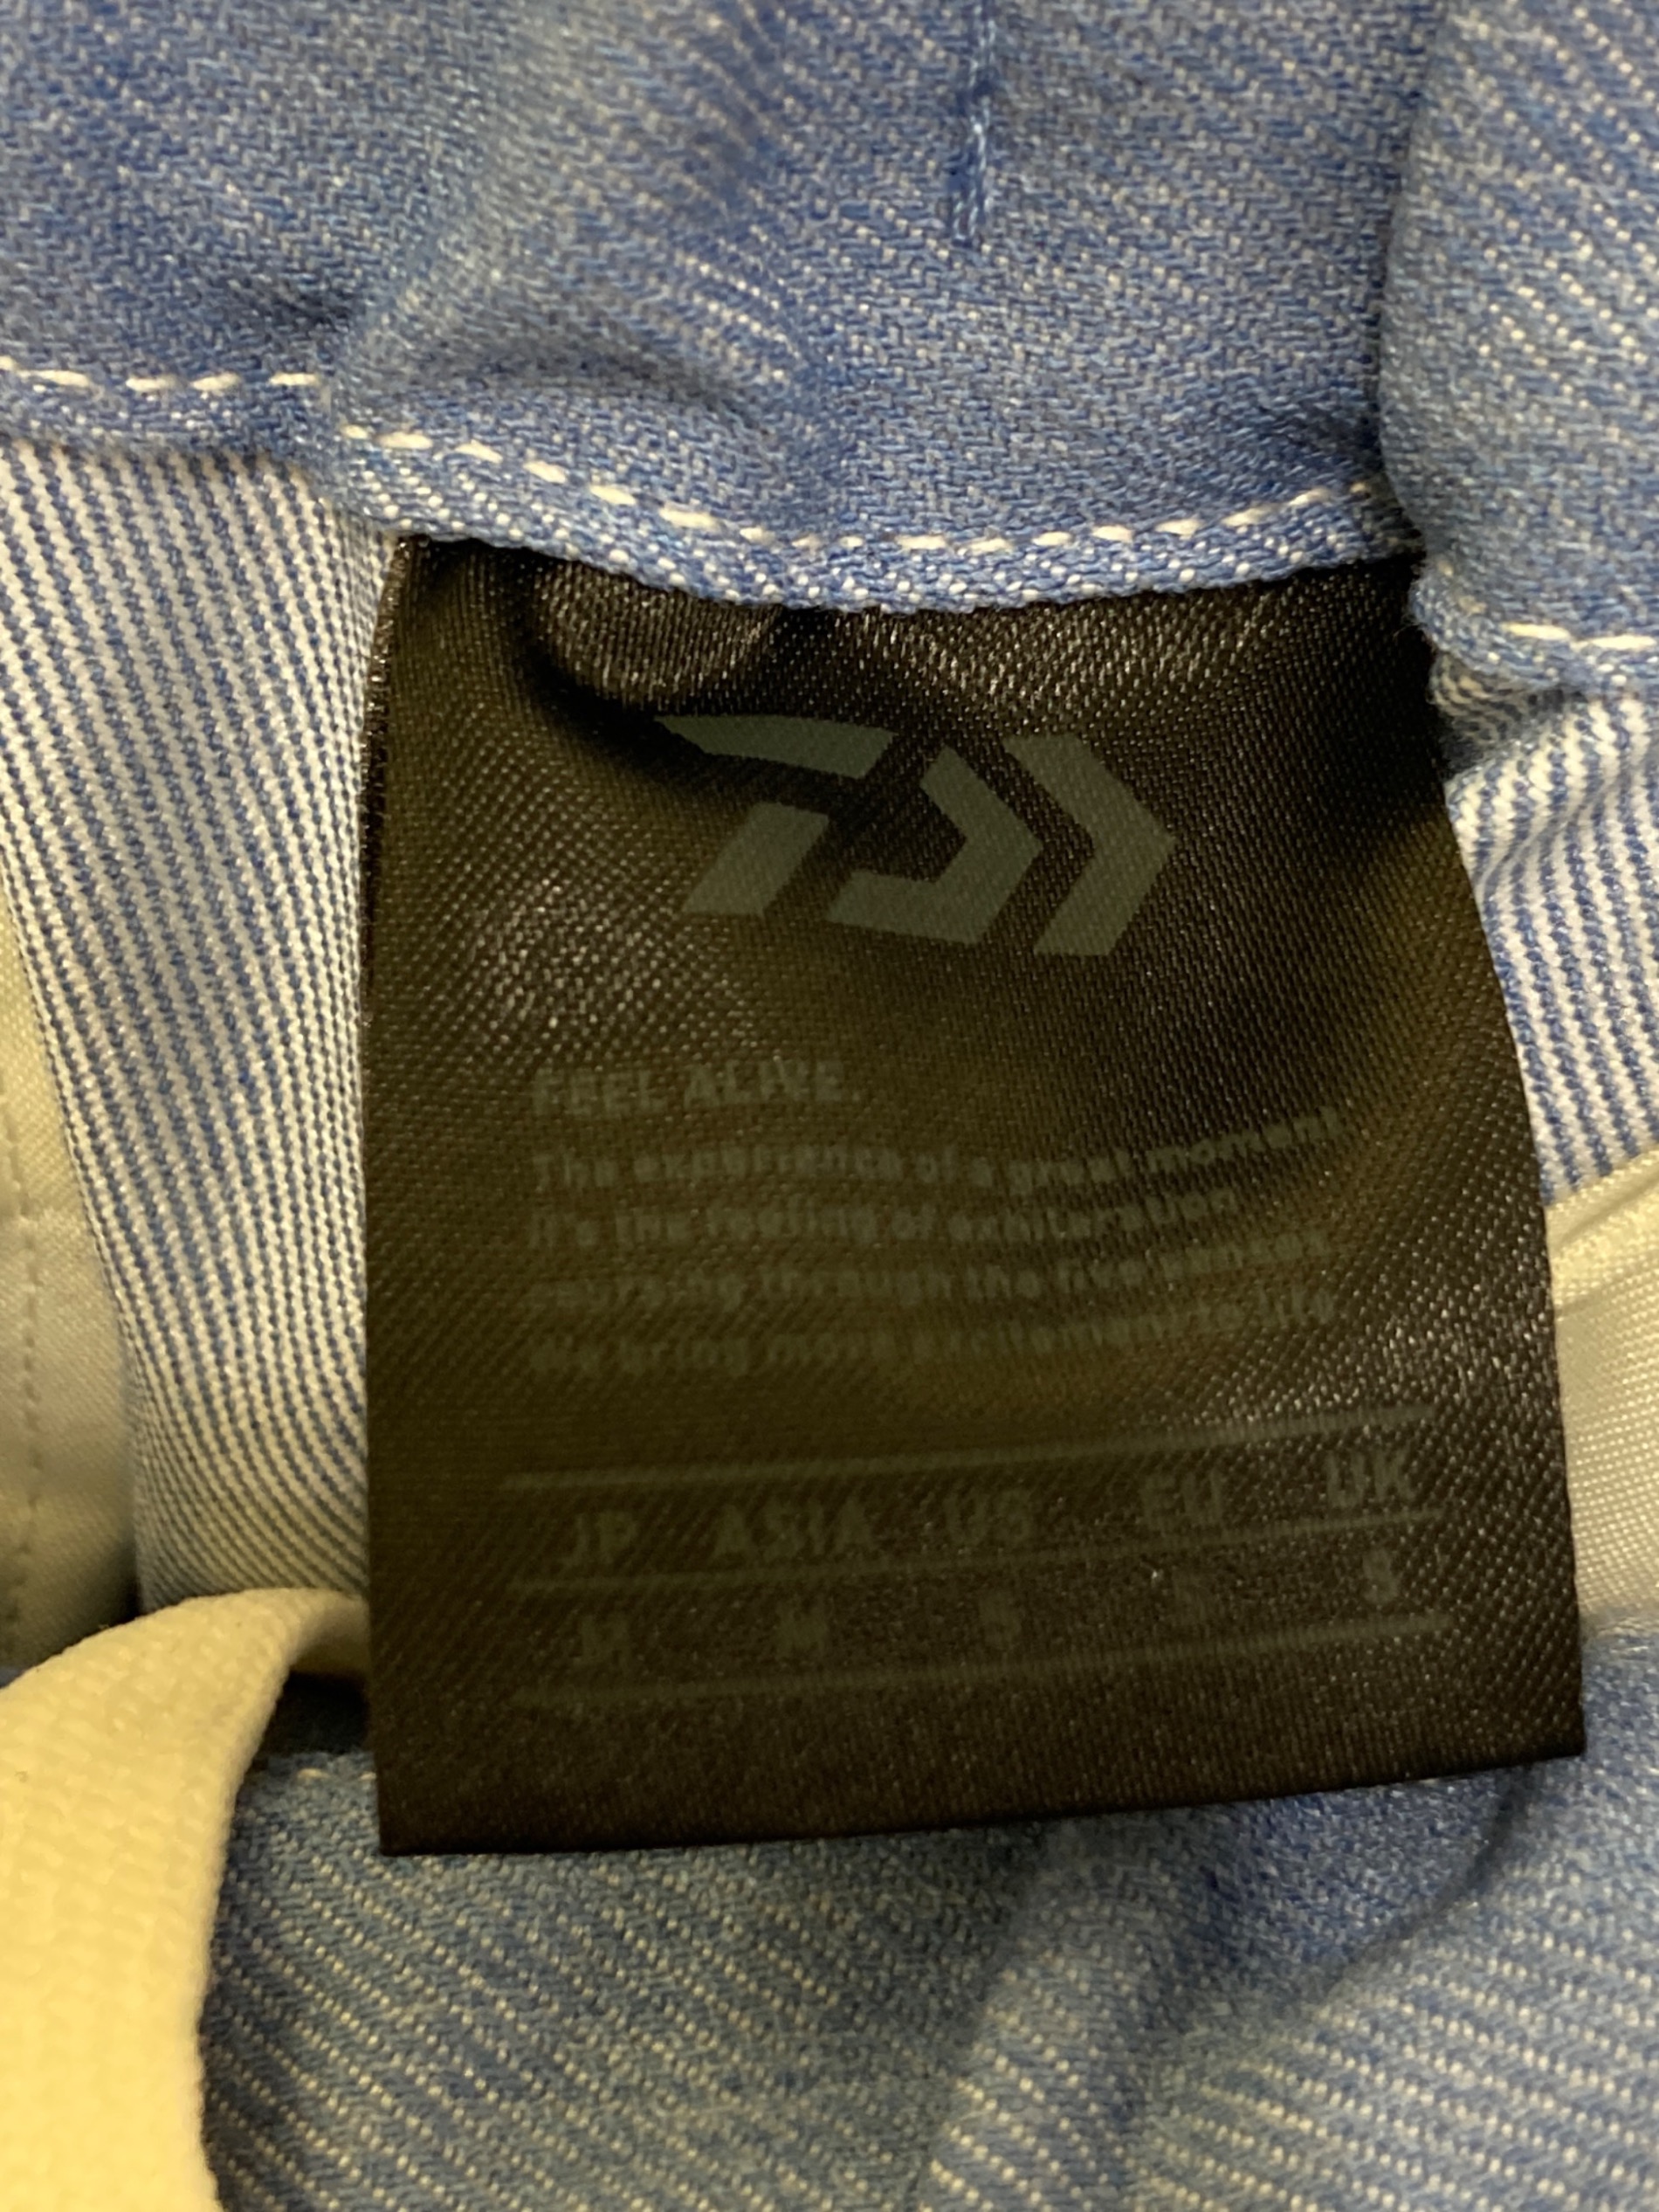 FEEL ALIVE.
The experience of a great moment
It's the feeling of exhilaration
through the five senses
We bring more excitement to life
JP ASIA US EU UK
M M S S S